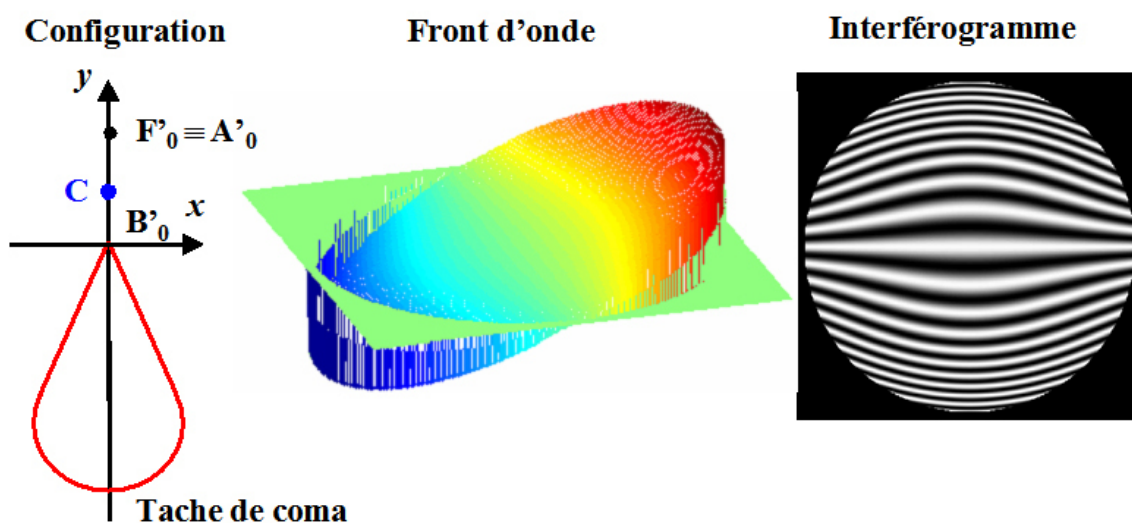 Configuration
Front d’onde
Interférogramme
y
F’0 ≡ A’0
C
B’0
x
Tache de coma